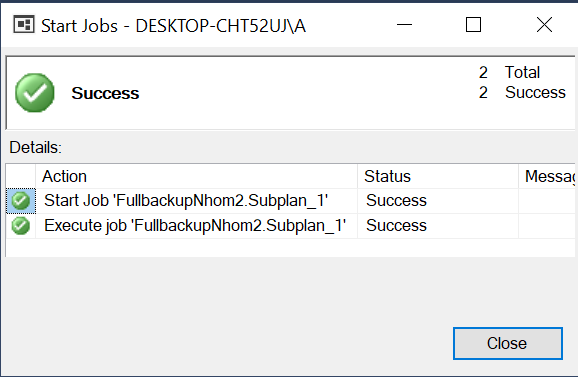 Start Jobs - DESKTOP-CHT52UJ\A
2 Total
Success
2 Success
Details:
Action Status Messag
Start Job 'FullbackupNhom2.Subplan_1' Success
Execute job 'FullbackupNhom2.Subplan_1' Success
Close